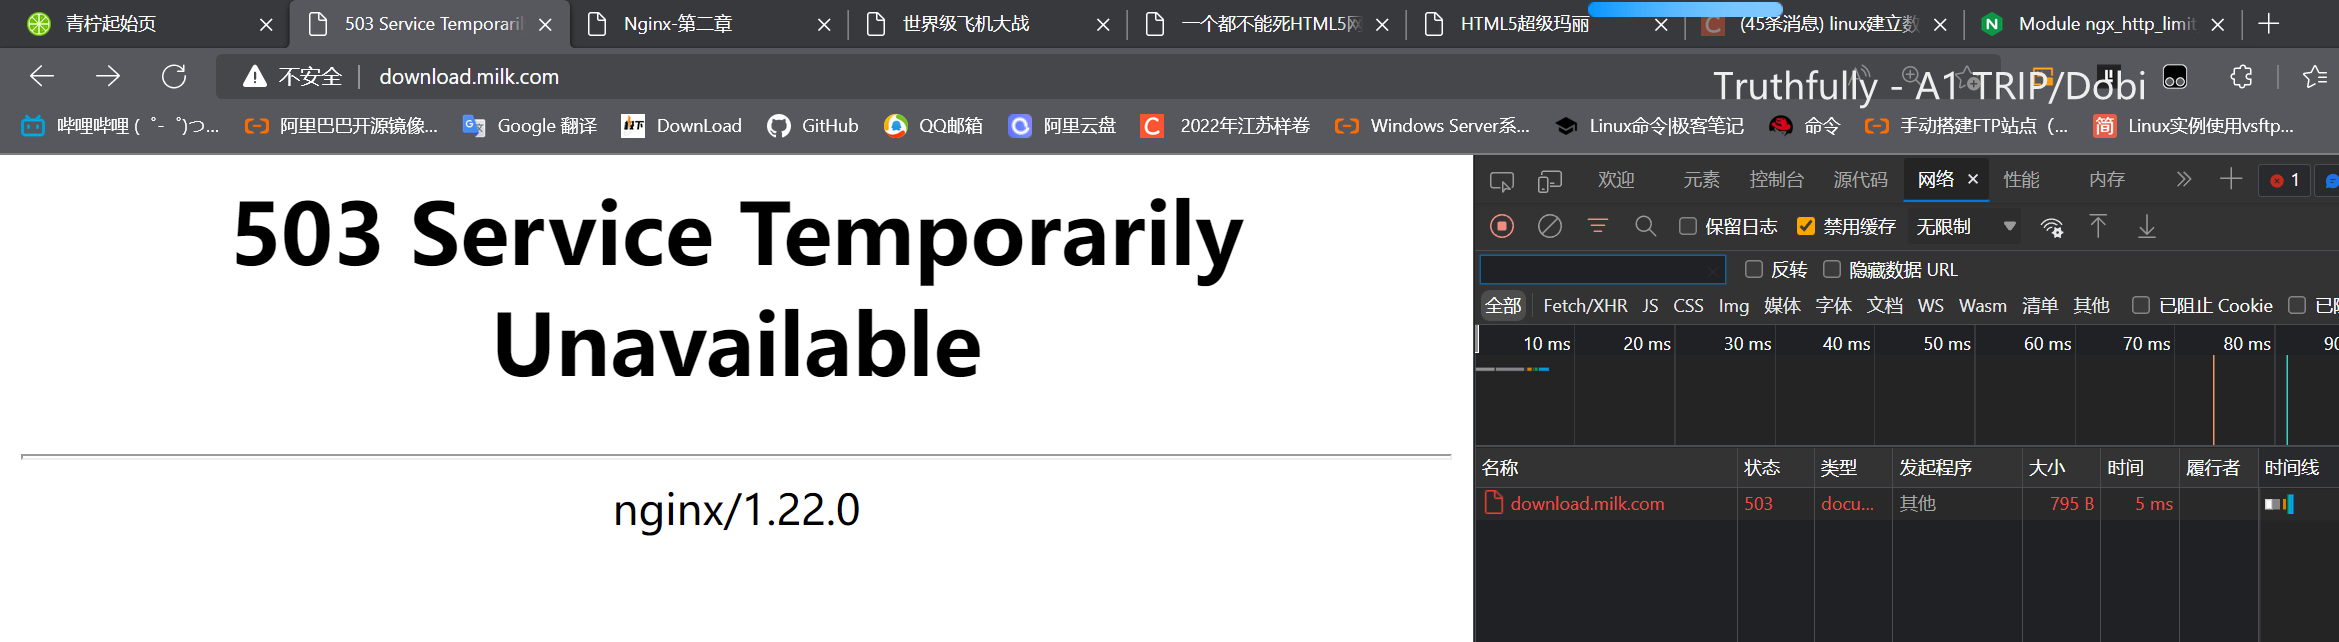 青柠起始页
503 Service Temporaril
Nginx-第二章
世界级飞机大战
一个都不能死HTML5网
HTML5超级玛丽
(45条消息) linux建立数
Module ngx_http_limit
不安全 download.milk.com
Truthfully - A1 TRIP/Dobi
哔哩哔哩 ( ゜- ゜)つ...
阿里巴巴开源镜像...
Google 翻译
DownLoad
GitHub
QQ邮箱
阿里云盘
2022年江苏样卷
Windows Server系...
Linux命令|极客笔记
命令
手动搭建FTP站点（...
简 Linux实例使用vsftp...
503 Service Temporarily
Unavailable
nginx/1.22.0
欢迎 元素 控制台 源代码 网络 性能 内存 1
保留日志 禁用缓存 无限制
反转 隐藏数据 URL
全部 Fetch/XHR JS CSS Img 媒体 字体 文档 WS Wasm 清单 其他 已阻止 Cookie 已
10 ms 20 ms 30 ms 40 ms 50 ms 60 ms 70 ms 80 ms 90
名称 状态 类型 发起程序 大小 时间 履行者 时间线
download.milk.com 503 docu... 其他 795 B 5 ms